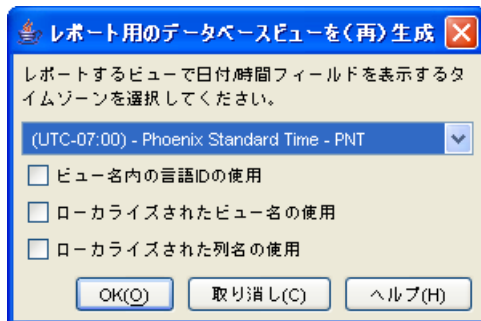 レポート用のデータベースビューを(再)生成
レポートするビューで日付/時間フィールドを表示するタ
イムゾーンを選択してください。
(UTC-07:00) - Phoenix Standard Time - PNT
ビュー名内の言語IDの使用
ローカライズされたビュー名の使用
ローカライズされた列名の使用
OK(O) 取り消し(C) ヘルプ(H)